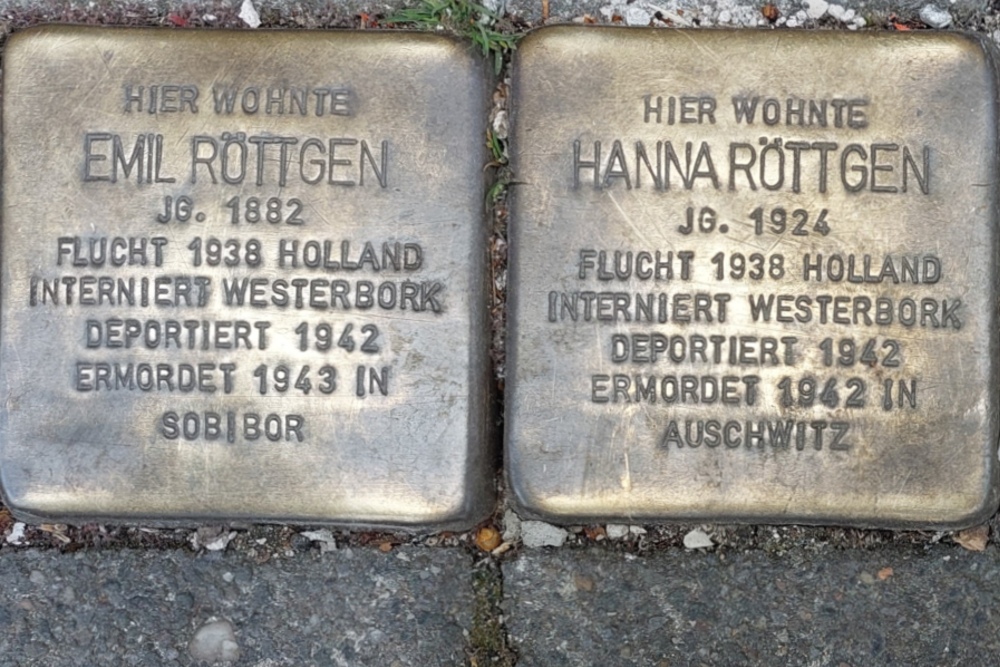 HIER WOHNTE
EMIL RÖTTGEN
JG. 1882
FLUCHT 1938 HOLLAND
INTERNIERT WESTERBORK
DEPORTIERT 1942
ERMORDET 1943 IN
SOBIBOR
HIER WOHNTE
HANNA RÖTTGEN
JG. 1924
FLUCHT 1938 HOLLAND
INTERNIERT WESTERBORK
DEPORTIERT 1942
ERMORDET 1942 IN
AUSCHWITZ